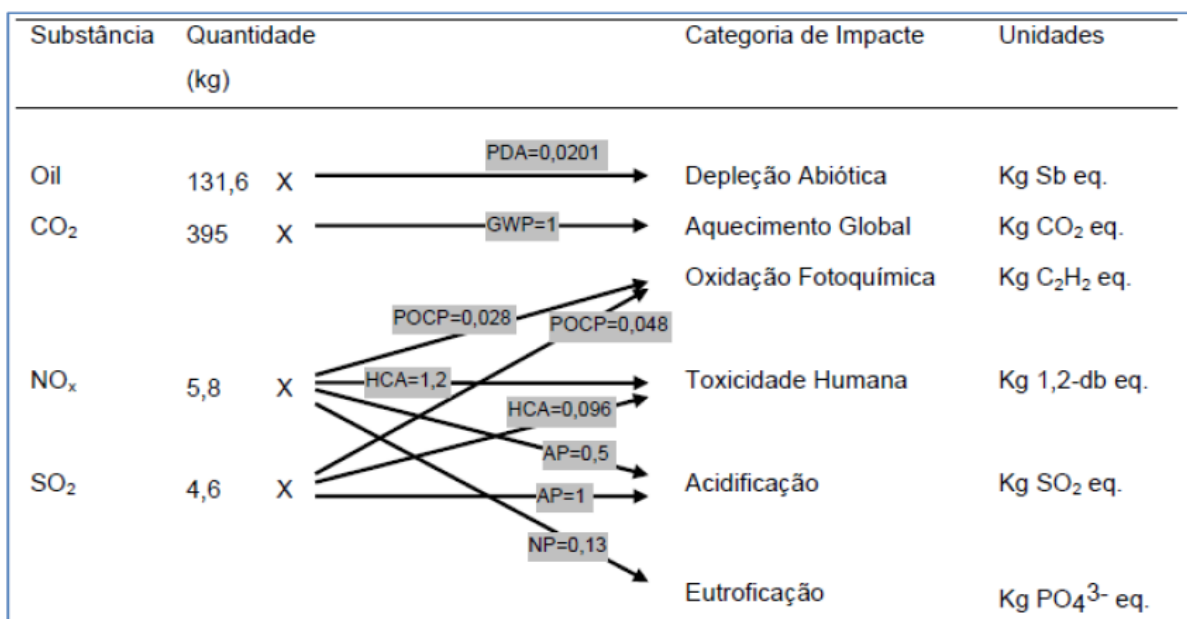 Substância Quantidade Categoria de Impacte Unidades
(kg)
PDA=0,0201
Oil 131,6 X Depleção Abiótica Kg Sb eq.
CO₂ 395 X GWP=1 Aquecimento Global Kg CO₂ eq.
Oxidação Fotoquímica Kg C₂H₂ eq.
POCP=0,028 POCP=0,048
NOₓ 5,8 X HCA=1,2 Toxicidade Humana Kg 1,2-db eq.
HCA=0,096
AP=0,5
SO₂ 4,6 X AP=1 Acidificação Kg SO₂ eq.
NP=0,13
Eutroficação Kg PO4³⁻ eq.